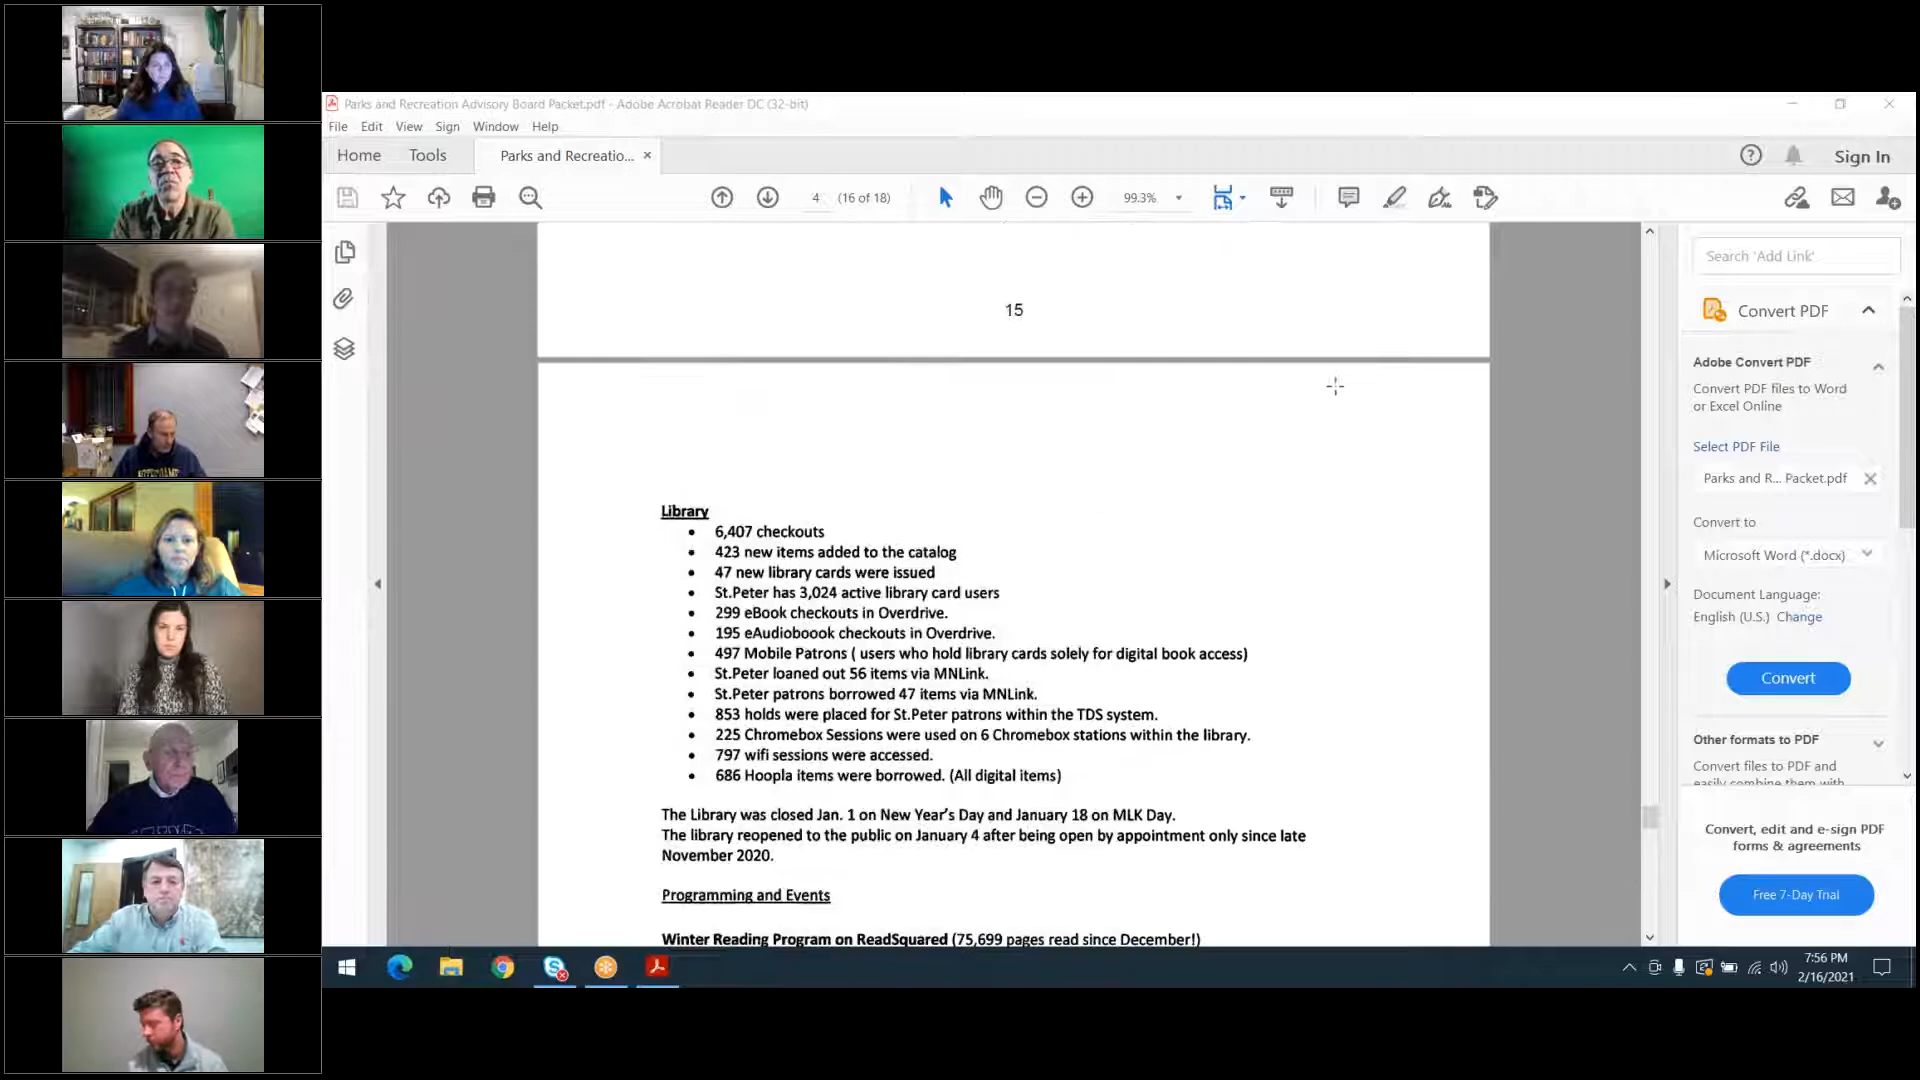 Parks and Recreation Advisory Board Packet.pdf - Adobe Acrobat Reader DC (32-bit)
File Edit View Sign Window Help
Home Tools Parks and Recreatio... × Sign In
4 (16 of 18) 99.3%
Search 'Add Link'
15
Convert PDF
Adobe Convert PDF
Convert PDF files to Word
or Excel Online
Select PDF File
Parks and R... Packet.pdf
Convert to
Microsoft Word (*.docx)
Document Language:
English (U.S.) Change
Convert
Other formats to PDF
Convert files to PDF and
easily combine them with
Convert, edit and e-sign PDF
forms & agreements
Free 7-Day Trial
Library
• 6,407 checkouts
• 423 new items added to the catalog
• 47 new library cards were issued
• St.Peter has 3,024 active library card users
• 299 eBook checkouts in Overdrive.
• 195 eAudioboook checkouts in Overdrive.
• 497 Mobile Patrons ( users who hold library cards solely for digital book access)
• St.Peter loaned out 56 items via MNLink.
• St.Peter patrons borrowed 47 items via MNLink.
• 853 holds were placed for St.Peter patrons within the TDS system.
• 225 Chromebox Sessions were used on 6 Chromebox stations within the library.
• 797 wifi sessions were accessed.
• 686 Hoopla items were borrowed. (All digital items)
The Library was closed Jan. 1 on New Year's Day and January 18 on MLK Day.
The library reopened to the public on January 4 after being open by appointment only since late
November 2020.
Programming and Events
Winter Reading Program on ReadSquared (75,699 pages read since December!)
7:56 PM
2/16/2021